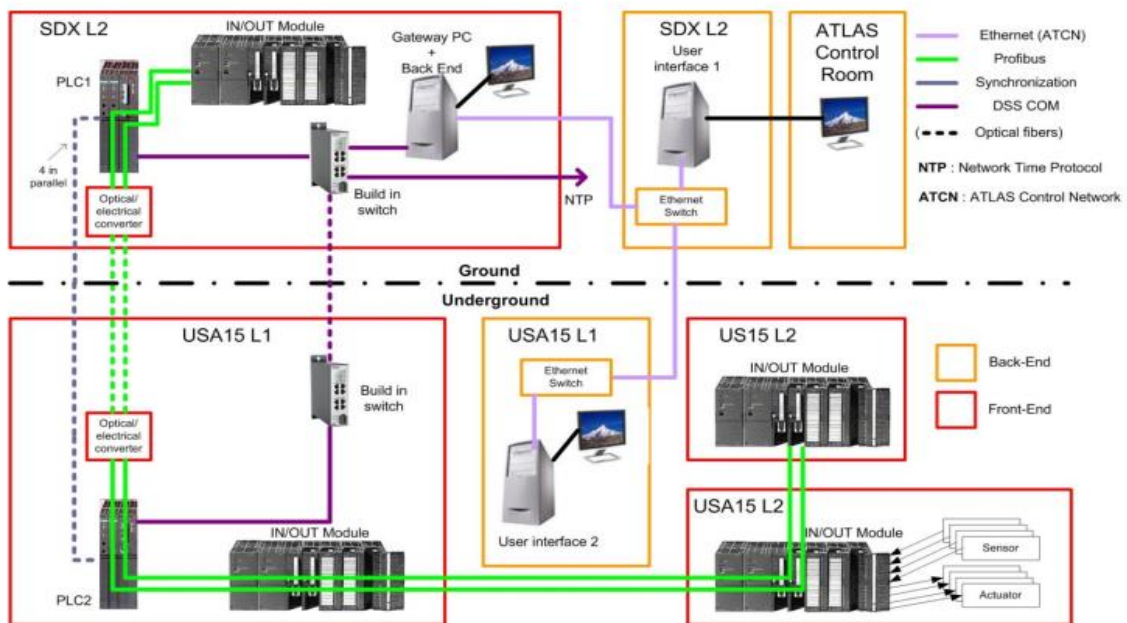 SDX L2
IN/OUT Module
PLC1
Gateway PC
+
Back End
4 in
parallel
Optical/
electrical
converter
Build in
switch
NTP
SDX L2
User
interface 1
Ethernet
Switch
ATLAS
Control
Room
Ethernet (ATCN)
Profibus
Synchronization
DSS COM
( Optical fibers)
NTP : Network Time Protocol
ATCN : ATLAS Control Network
Ground
Underground
USA15 L1
Build in
switch
Optical/
electrical
converter
PLC2
IN/OUT Module
USA15 L1
Ethernet
Switch
User interface 2
US15 L2
IN/OUT Module
Back-End
Front-End
USA15 L2
IN/OUT Module
Sensor
Actuator